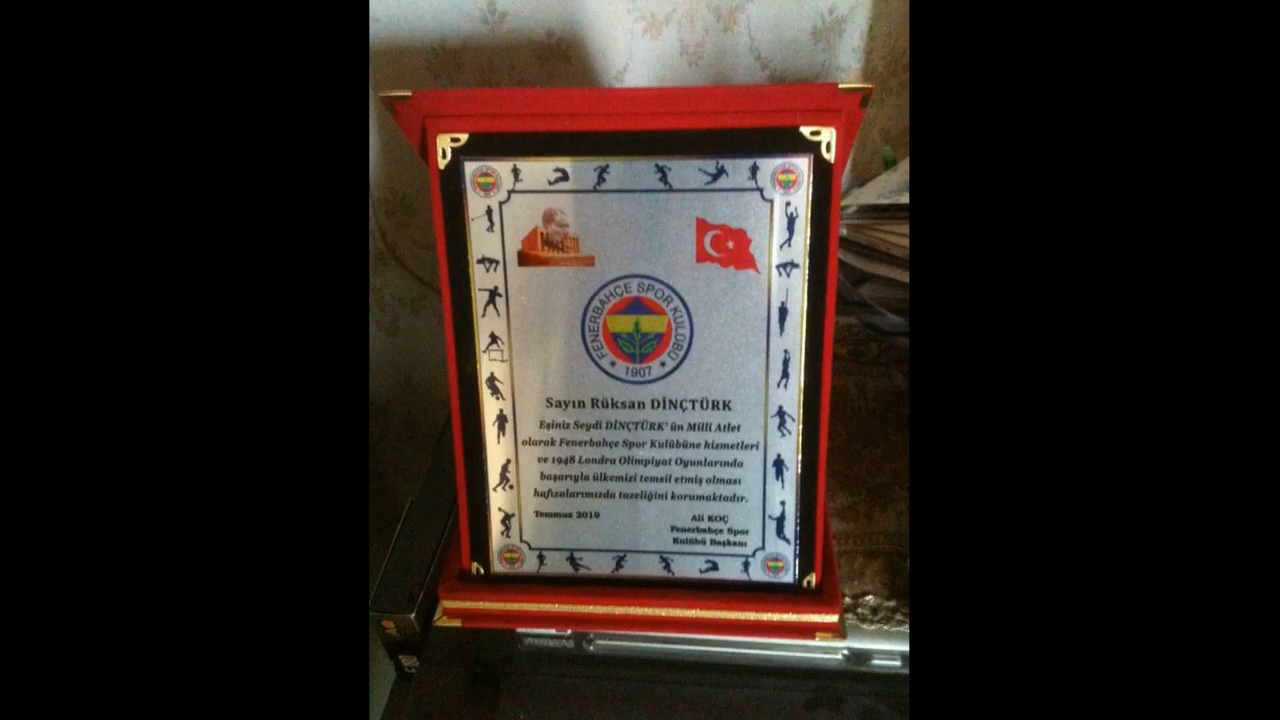 FENERBAHÇE SPOR KULÜBÜ
1907
Sayın Rüksan DİNÇTÜRK
Eşiniz Seydi DİNÇTÜRK' ün Milli Atlet
olarak Fenerbahçe Spor Kulübüne hizmetleri
ve 1948 Londra Olimpiyat Oyunlarında
başarıyla ülkemizi temsil etmiş olması
hafızalarımızda tazeliğini korumaktadır.
Temmuz 2019
Ali KOÇ
Fenerbahçe Spor
Kulübü Başkanı